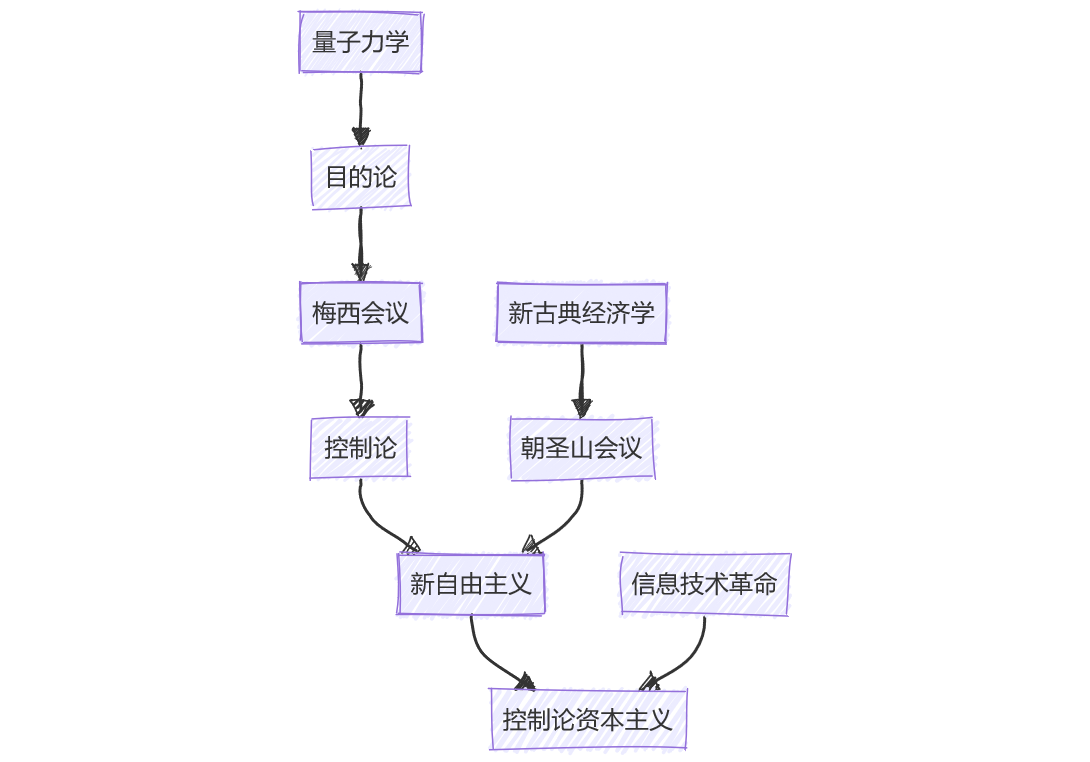 量子力学
目的论
梅西会议
新古典经济学
控制论
朝圣山会议
新自由主义
信息技术革命
控制论资本主义